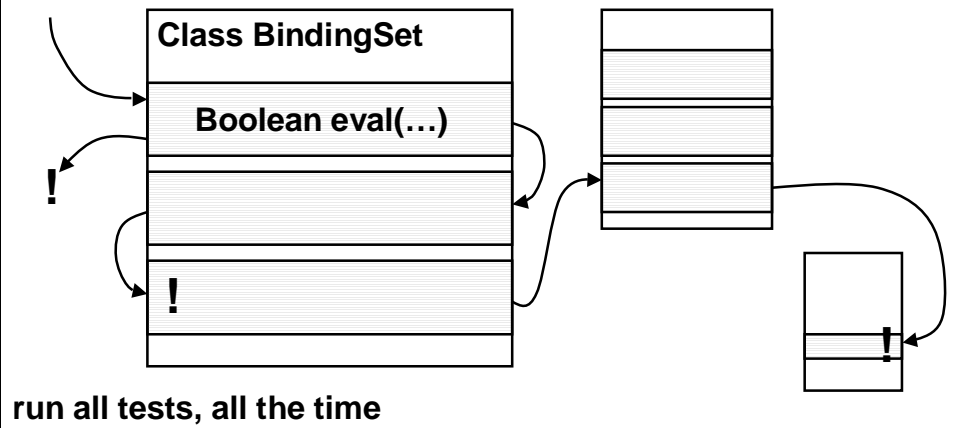 Class BindingSet
Boolean eval(…)
!
!
!
run all tests, all the time